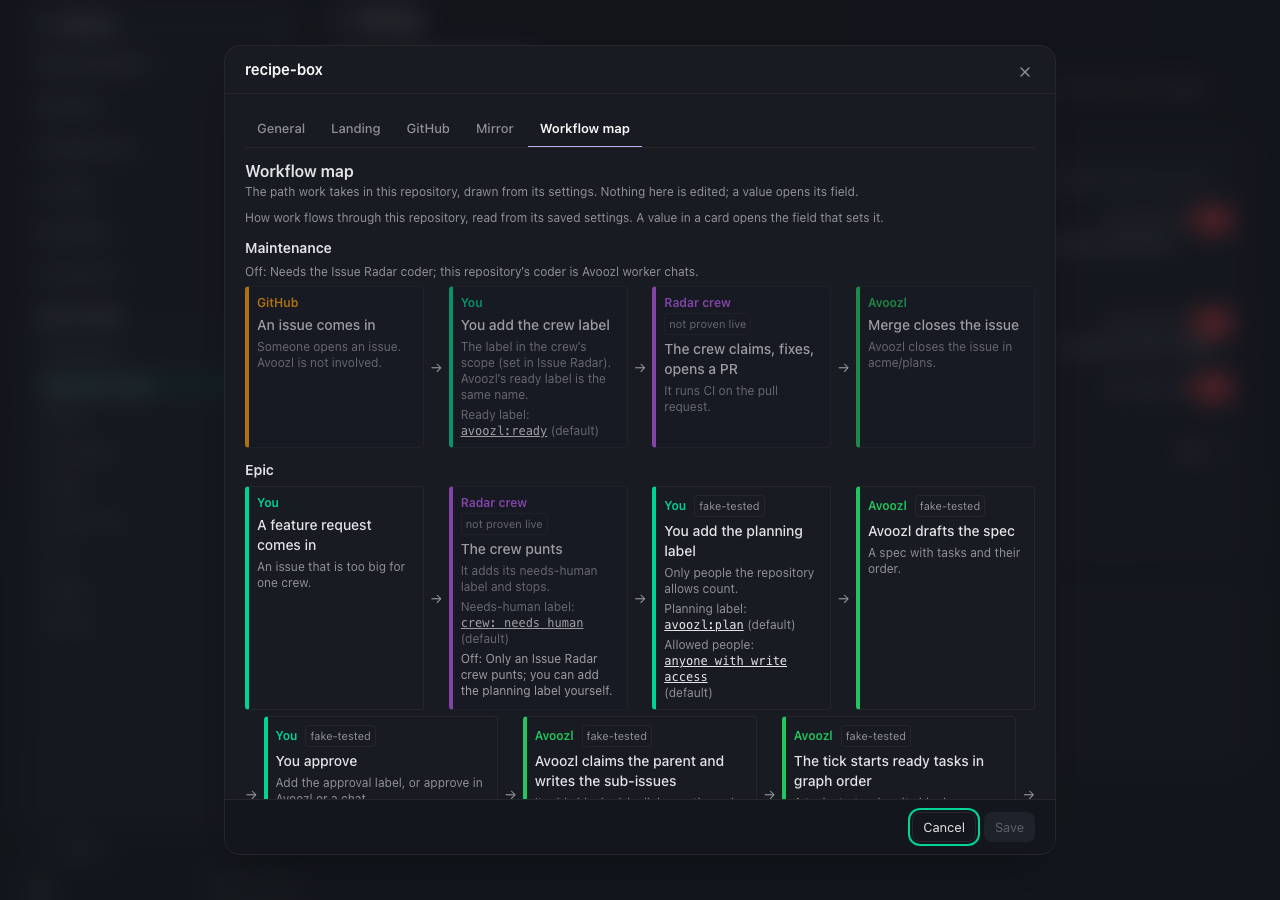 recipe-box
General Landing GitHub Mirror Workflow map
Workflow map
The path work takes in this repository, drawn from its settings. Nothing here is edited; a value opens its field.
How work flows through this repository, read from its saved settings. A value in a card opens the field that sets it.
Maintenance
Off: Needs the Issue Radar coder; this repository's coder is Avoozl worker chats.
GitHub
An issue comes in
Someone opens an issue.
Avoozl is not involved.
→
You
You add the crew label
The label in the crew's
scope (set in Issue Radar).
Avoozl's ready label is the
same name.
Ready label:
avoozl:ready (default)
→
Radar crew
not proven live
The crew claims, fixes,
opens a PR
It runs CI on the pull
request.
→
Avoozl
Merge closes the issue
Avoozl closes the issue in
acme/plans.
Epic
You
A feature request
comes in
An issue that is too big for
one crew.
→
Radar crew
not proven live
The crew punts
It adds its needs-human
label and stops.
Needs-human label:
crew: needs human
(default)
Off: Only an Issue Radar
crew punts; you can add
the planning label yourself.
→
You fake-tested
You add the planning
label
Only people the repository
allows count.
Planning label:
avoozl:plan (default)
Allowed people:
anyone with write
access
(default)
→
Avoozl fake-tested
Avoozl drafts the spec
A spec with tasks and their
order.
→
You fake-tested
You approve
Add the approval label, or approve in
Avoozl or a chat
→
Avoozl fake-tested
Avoozl claims the parent and
writes the sub-issues
→
Avoozl fake-tested
The tick starts ready tasks in
graph order
→
Cancel Save